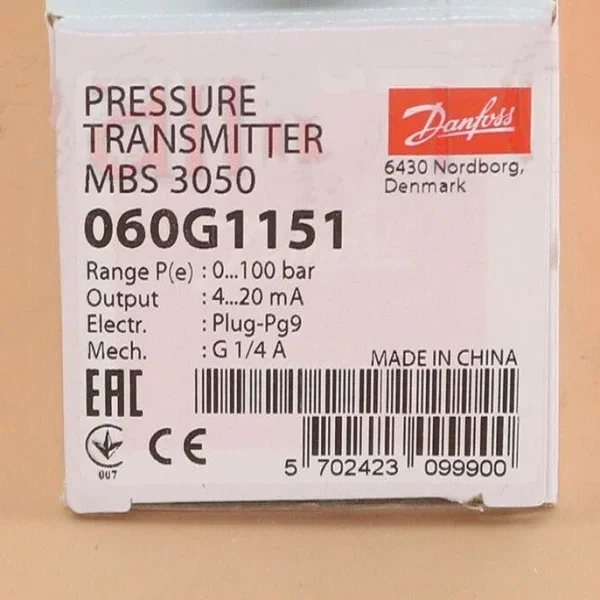 PRESSURE
TRANSMITTER
MBS 3050
060G1151
Range P(e) : 0...100 bar
Output : 4...20 mA
Electr. : Plug-Pg9
Mech. : G 1/4 A
Danfoss
6430 Nordborg,
Denmark
MADE IN CHINA
EAC
007
CE
5 702423 099900